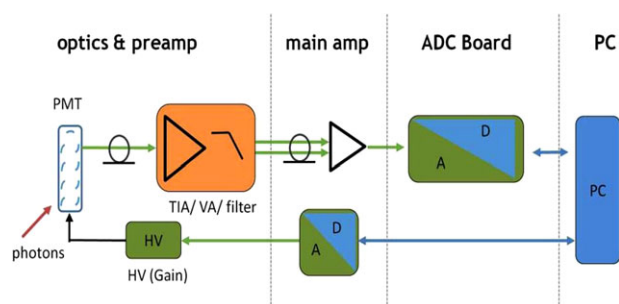 optics & preamp
main amp
ADC Board
PC
PMT
D
A
TIA/ VA/ filter
PC
photons
HV
HV (Gain)
D
A